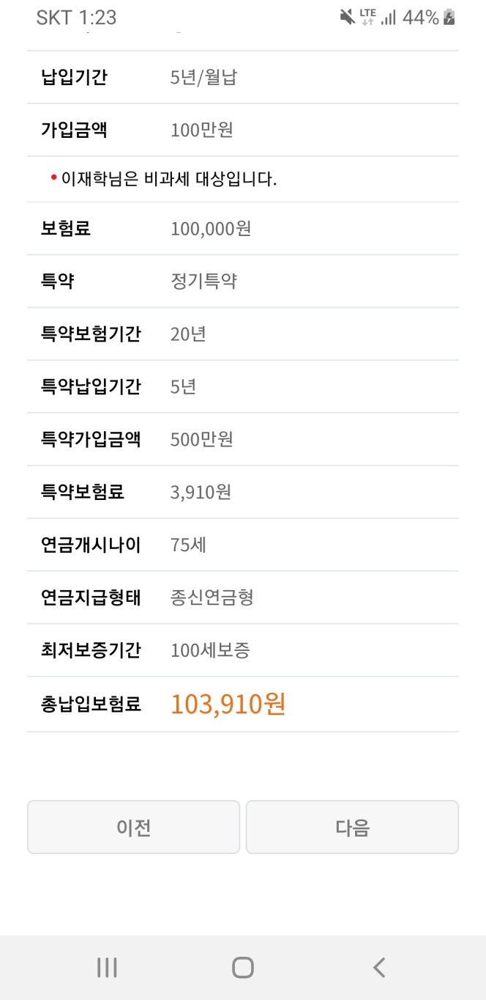 SKT 1:23 LTE 44%
납입기간 5년/월납
가입금액 100만원
• 이재학님은 비과세 대상입니다.
보험료 100,000원
특약 정기특약
특약보험기간 20년
특약납입기간 5년
특약가입금액 500만원
특약보험료 3,910원
연금개시나이 75세
연금지급형태 종신연금형
최저보증기간 100세보증
총납입보험료 103,910원
이전 다음